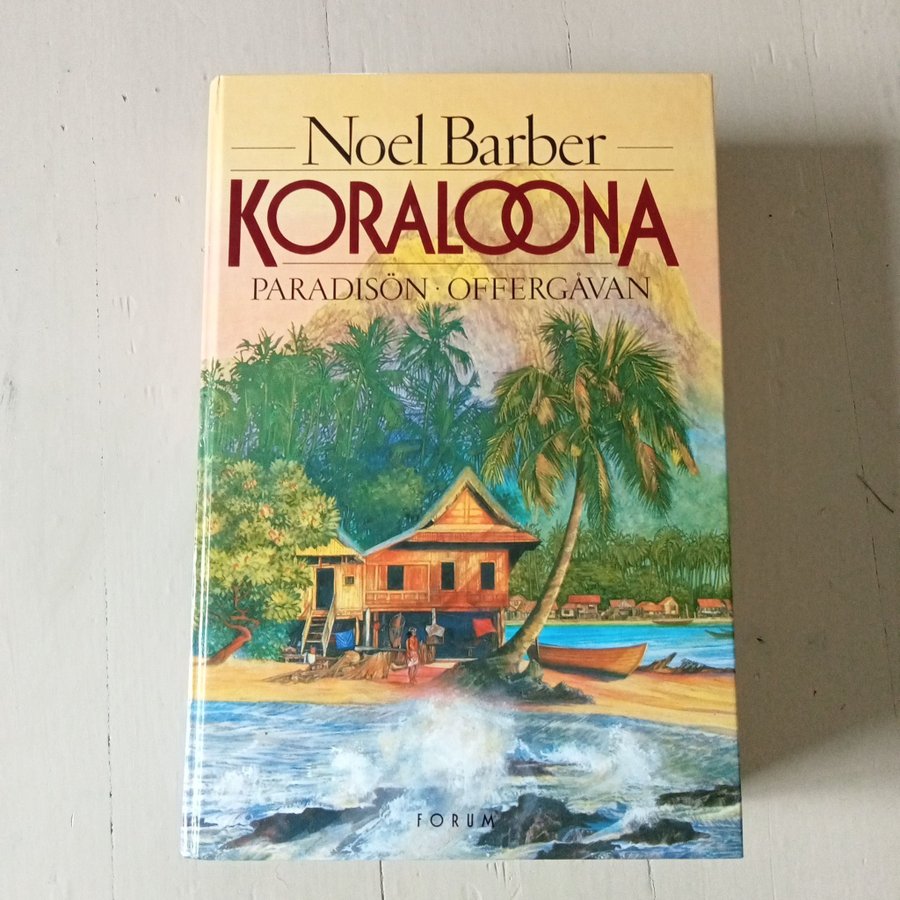 Noel Barber
KORALOONA
PARADISÖN · OFFERGÅVAN
FORUM